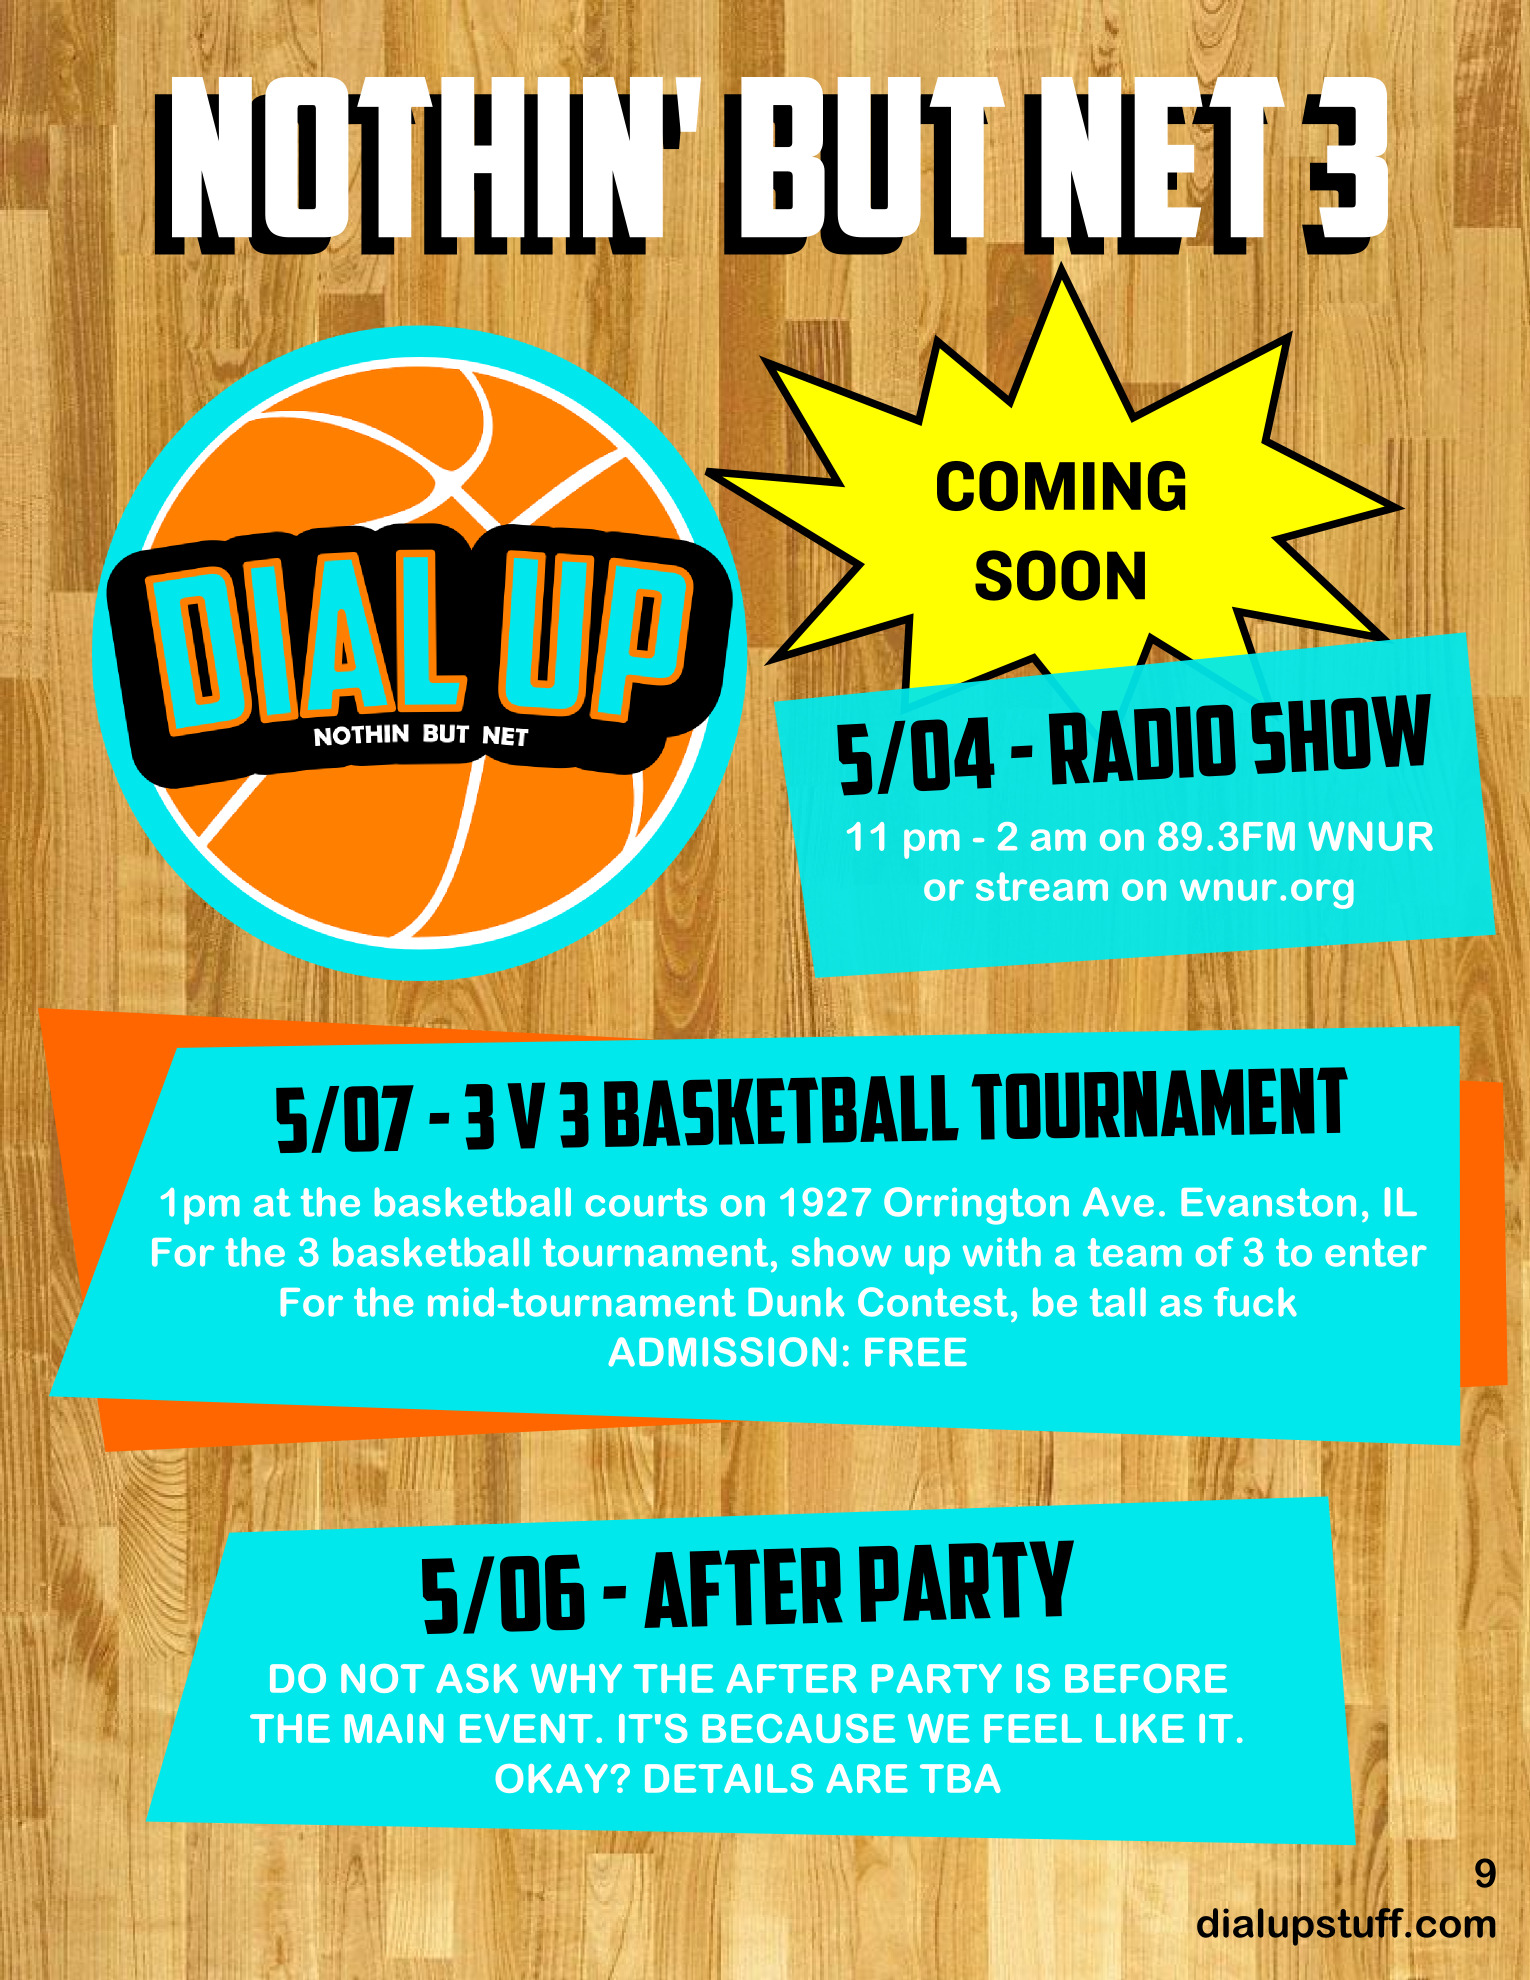 NOTHIN' BUT NET 3
COMING
SOON
DIAL UP
NOTHIN BUT NET
5/04 - RADIO SHOW
11 pm - 2 am on 89.3FM WNUR
or stream on wnur.org
5/07 - 3 V 3 BASKETBALL TOURNAMENT
1pm at the basketball courts on 1927 Orrington Ave. Evanston, IL
For the 3 basketball tournament, show up with a team of 3 to enter
For the mid-tournament Dunk Contest, be tall as fuck
ADMISSION: FREE
5/06 - AFTER PARTY
DO NOT ASK WHY THE AFTER PARTY IS BEFORE
THE MAIN EVENT. IT'S BECAUSE WE FEEL LIKE IT.
OKAY? DETAILS ARE TBA
9
dialupstuff.com